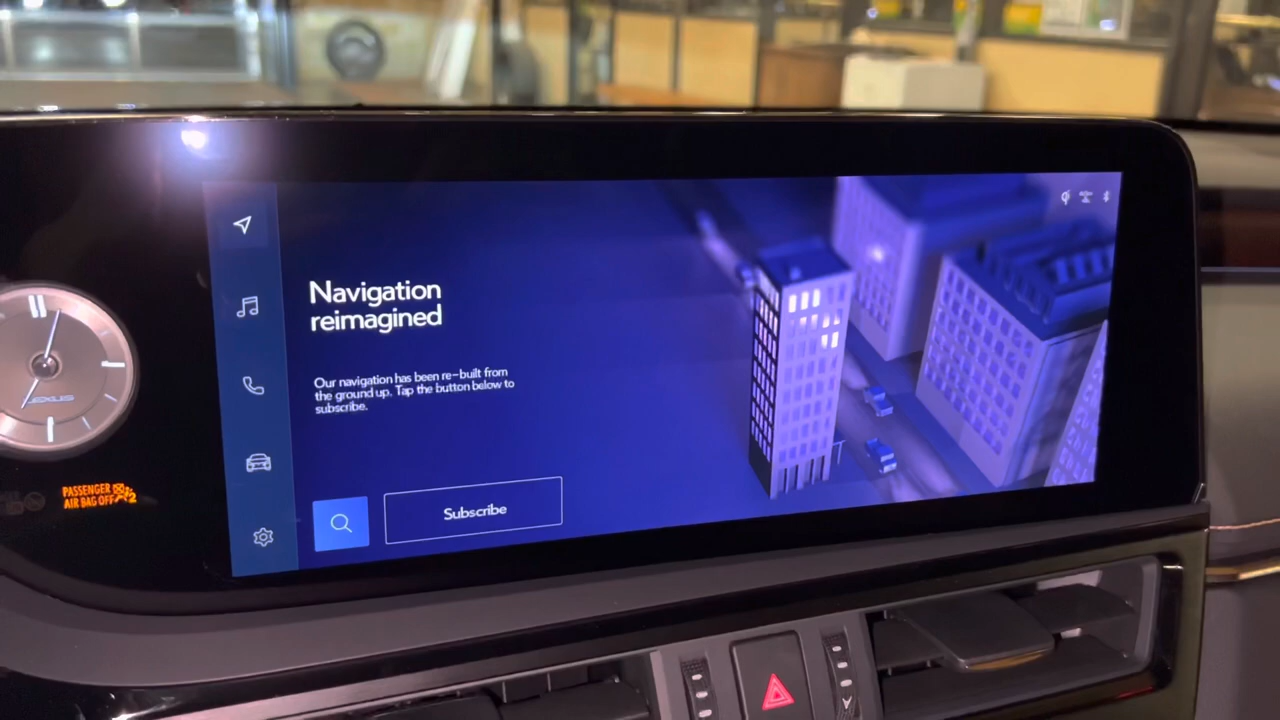 Navigation
reimagined
Our navigation has been re-built from
the ground up. Tap the button below to
subscribe.
Subscribe
LEXUS
PASSENGER
AIR BAG OFF